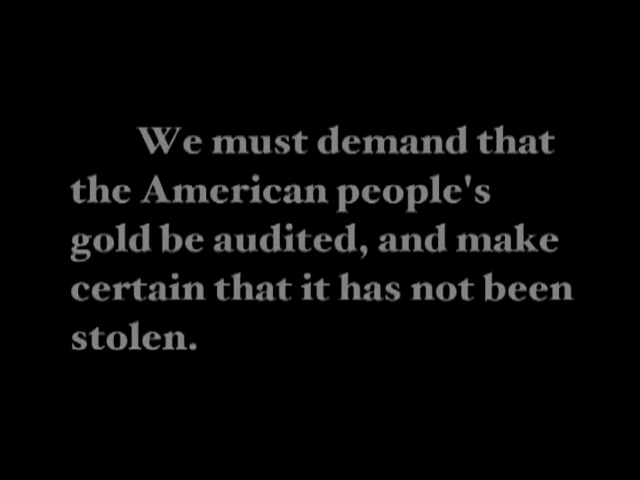 We must demand that
the American people's
gold be audited, and make
certain that it has not been
stolen.